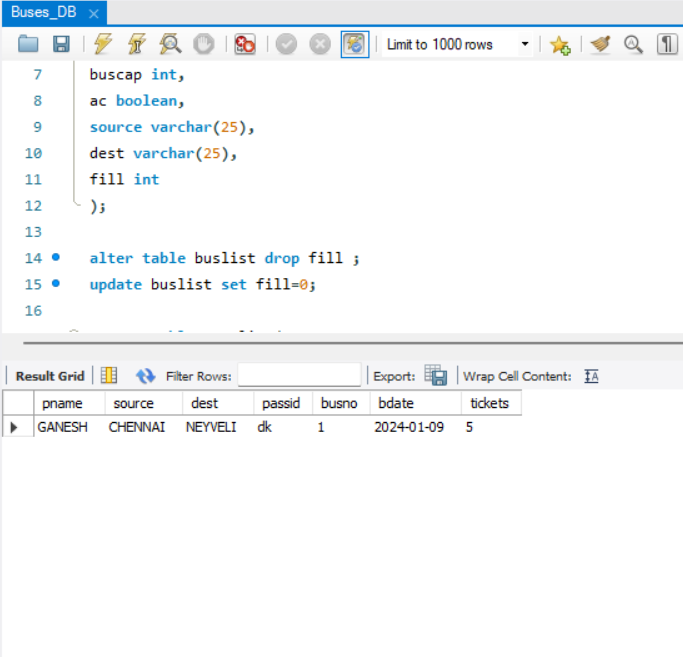 Buses_DB
Limit to 1000 rows
7 buscap int,
8 ac boolean,
9 source varchar(25),
10 dest varchar(25),
11 fill int
12 );
13
14 alter table buslist drop fill ;
15 update buslist set fill=0;
16
Result Grid Filter Rows: Export: Wrap Cell Content: IA
pname source dest passid busno bdate tickets
GANESH CHENNAI NEYVELI dk 1 2024-01-09 5